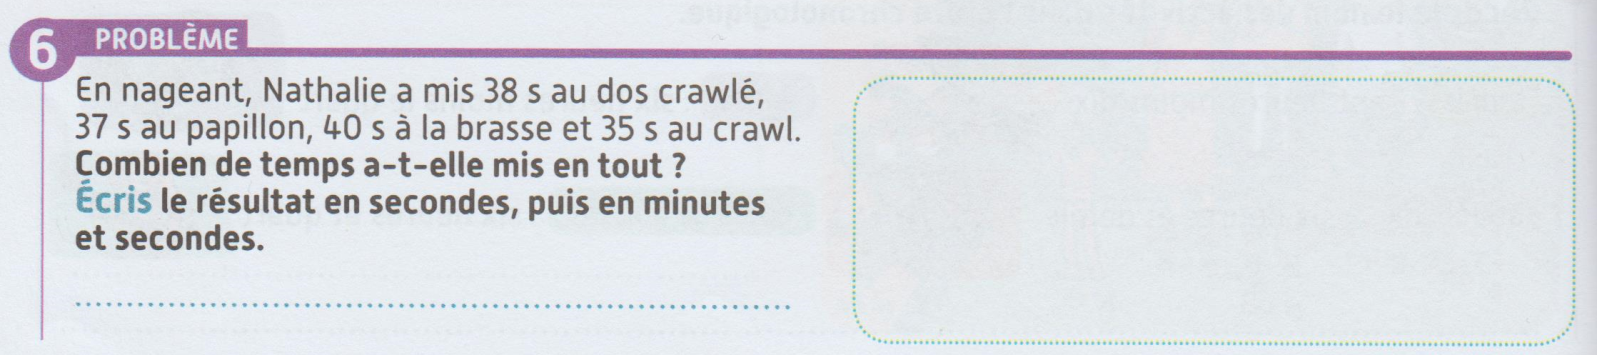 6 PROBLÈME
En nageant, Nathalie a mis 38 s au dos crawlé,
37 s au papillon, 40 s à la brasse et 35 s au crawl.
Combien de temps a-t-elle mis en tout ?
Écris le résultat en secondes, puis en minutes
et secondes.